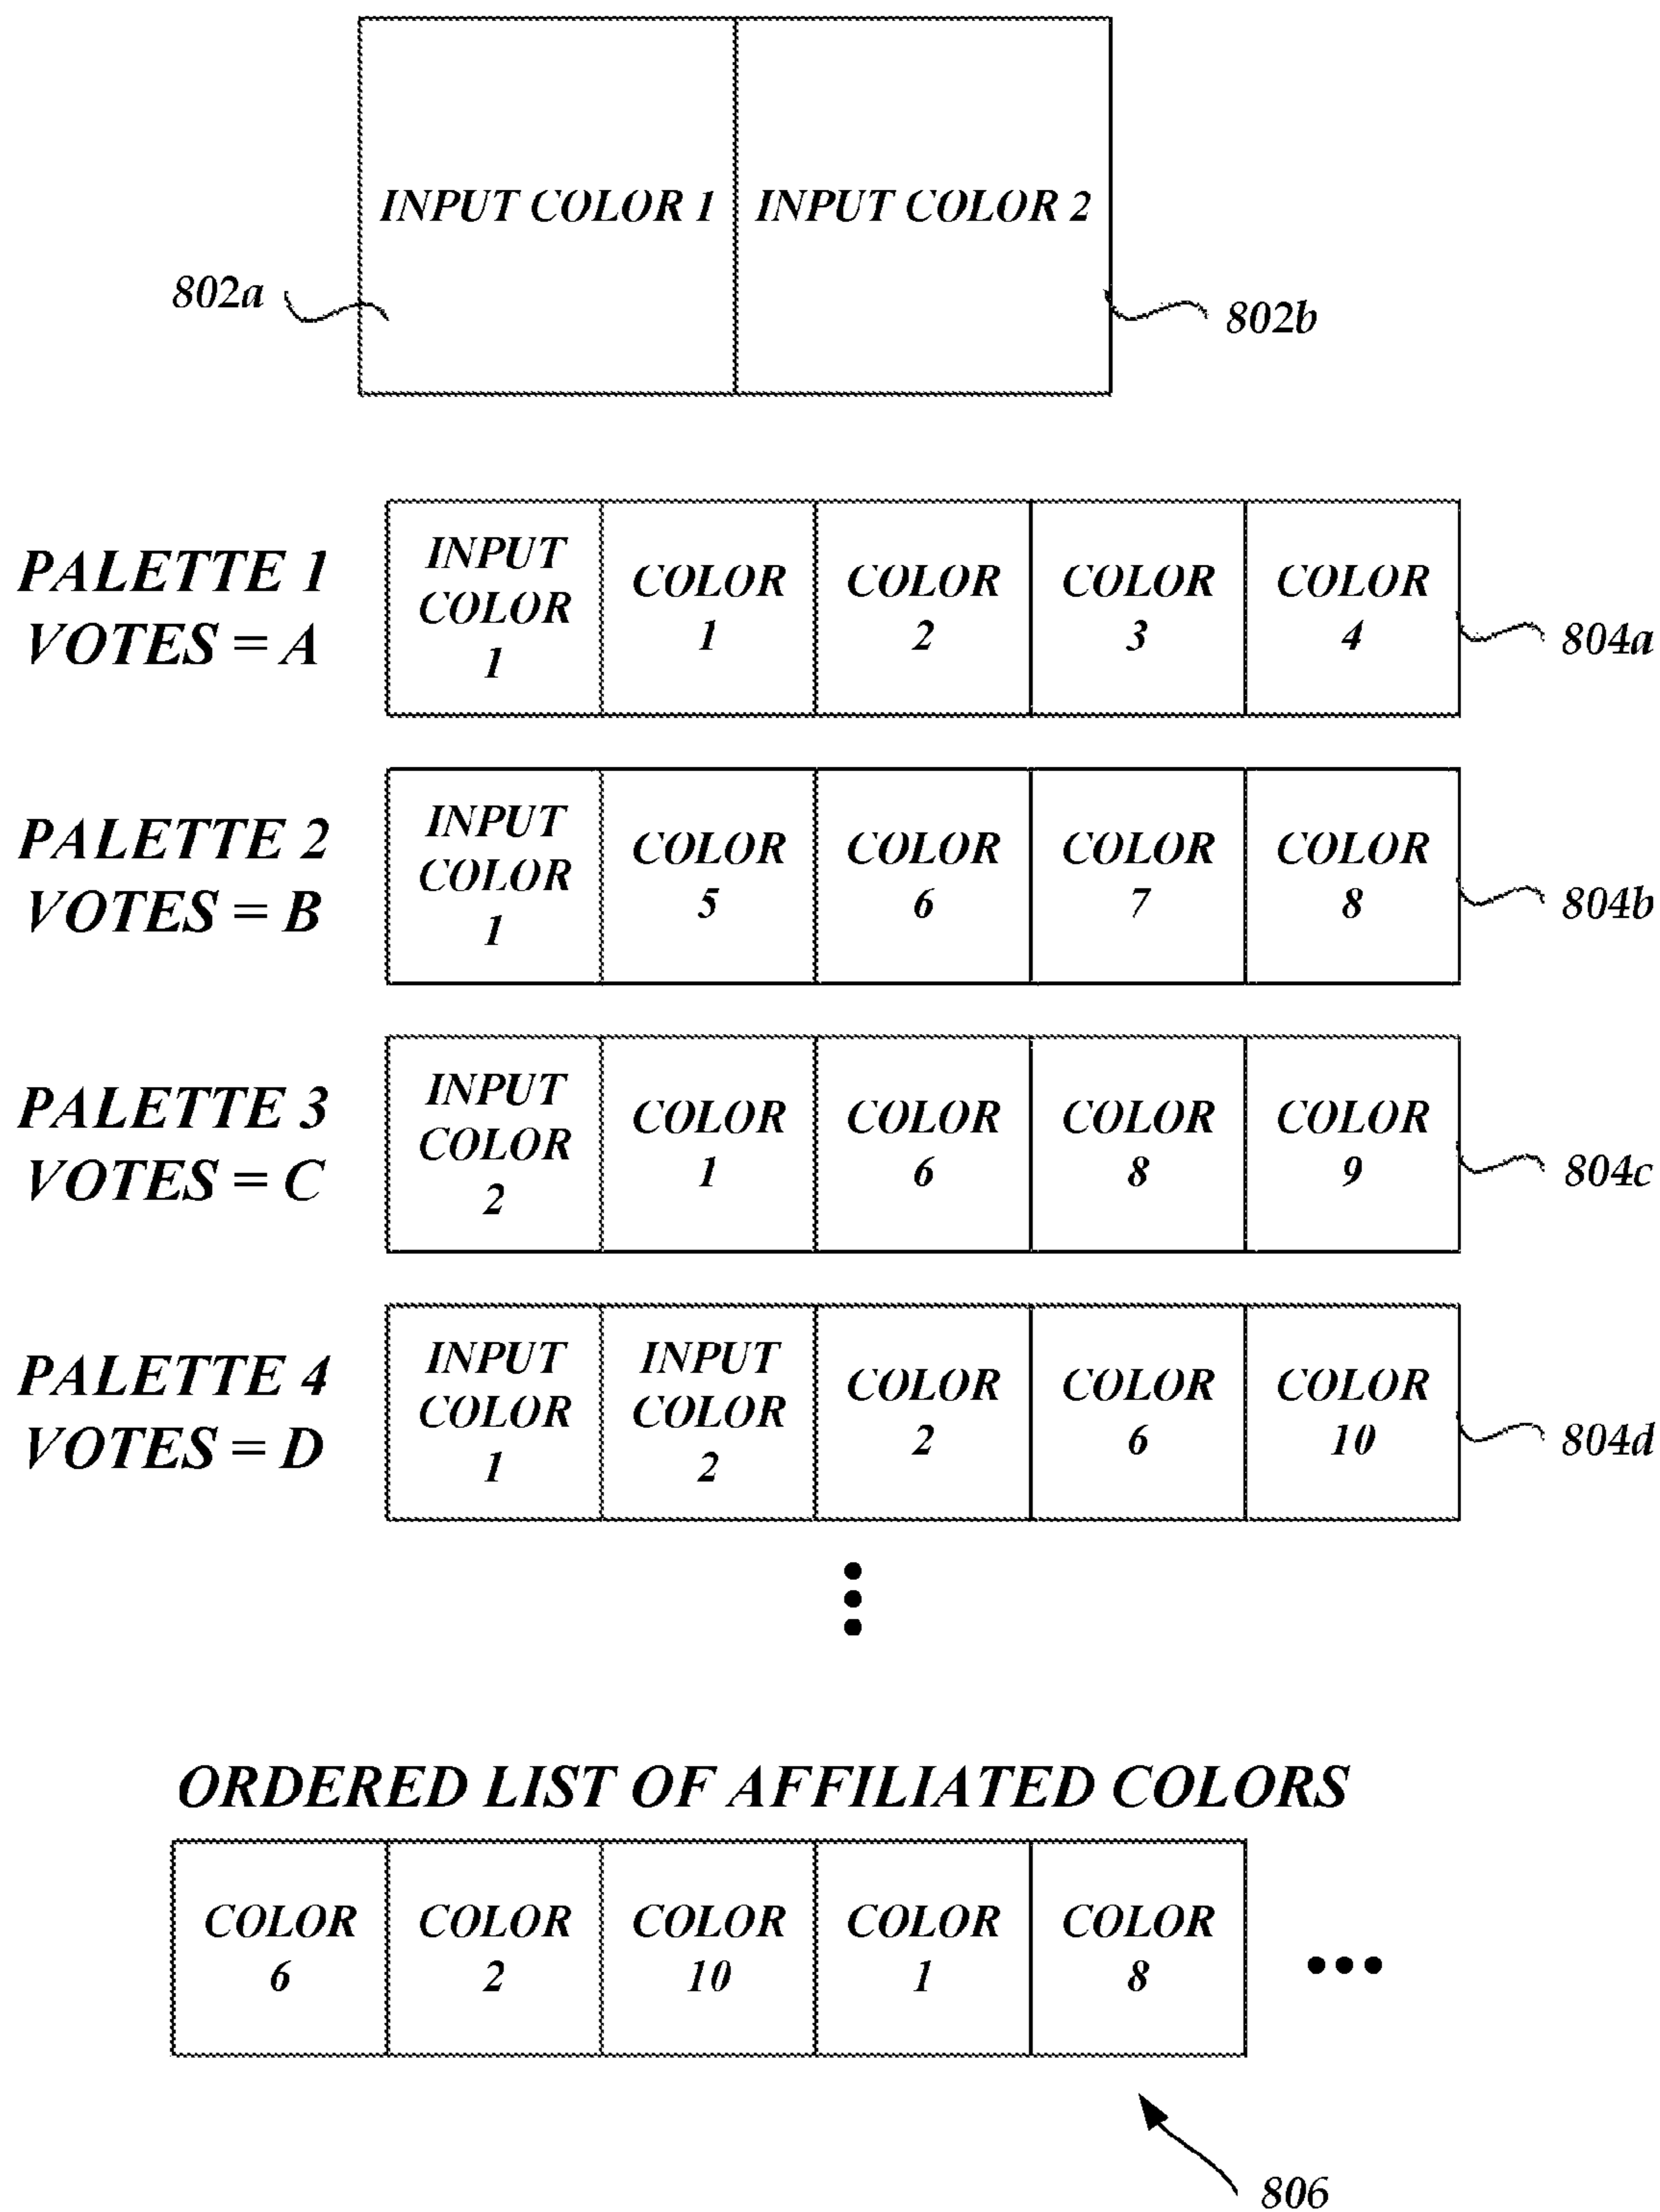 INPUT COLOR 1
INPUT COLOR 2
802a
802b
PALETTE 1
VOTES = A
INPUT
COLOR
1
COLOR
1
COLOR
2
COLOR
3
COLOR
4
804a
PALETTE 2
VOTES = B
INPUT
COLOR
1
COLOR
5
COLOR
6
COLOR
7
COLOR
8
804b
PALETTE 3
VOTES = C
INPUT
COLOR
2
COLOR
1
COLOR
6
COLOR
8
COLOR
9
804c
PALETTE 4
VOTES = D
INPUT
COLOR
1
INPUT
COLOR
2
COLOR
2
COLOR
6
COLOR
10
804d
ORDERED LIST OF AFFILIATED COLORS
COLOR
6
COLOR
2
COLOR
10
COLOR
1
COLOR
8
806